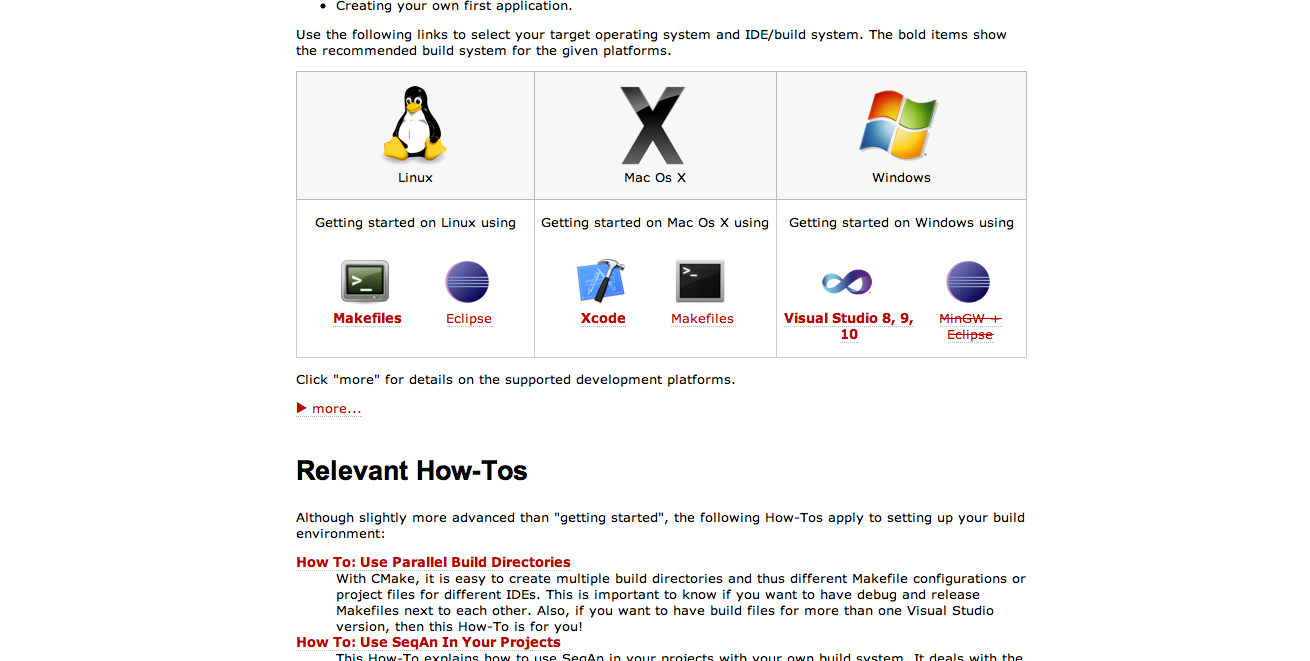 Creating your own first application.
Use the following links to select your target operating system and IDE/build system. The bold items show
the recommended build system for the given platforms.
Linux
Mac Os X
Windows
Getting started on Linux using
Getting started on Mac Os X using
Getting started on Windows using
Makefiles
Eclipse
Xcode
Makefiles
Visual Studio 8, 9,
10
MinGW +
Eclipse
Click "more" for details on the supported development platforms.
more...
Relevant How-Tos
Although slightly more advanced than "getting started", the following How-Tos apply to setting up your build
environment:
How To: Use Parallel Build Directories
With CMake, it is easy to create multiple build directories and thus different Makefile configurations or
project files for different IDEs. This is important to know if you want to have debug and release
Makefiles next to each other. Also, if you want to have build files for more than one Visual Studio
version, then this How-To is for you!
How To: Use SeqAn In Your Projects
This How-To explains how to use SeqAn in your projects with your own build system. It deals with the